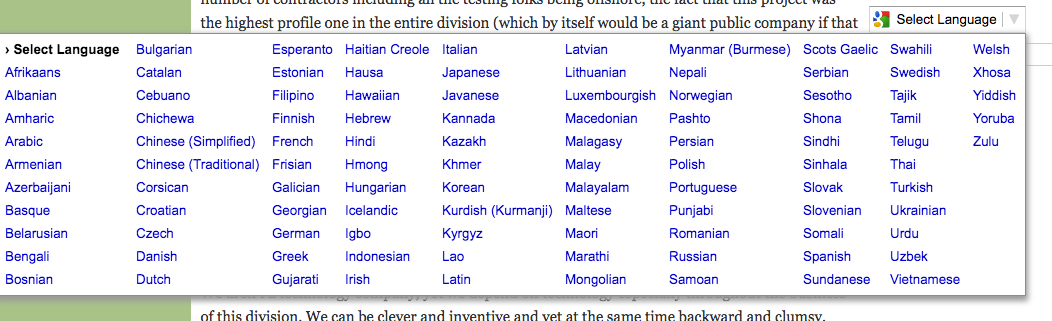 number of contractors including all the testing folks being offshore, the fact that this project was
the highest profile one in the entire division (which by itself would be a giant public company if that
Select Language
› Select Language
Afrikaans
Albanian
Amharic
Arabic
Armenian
Azerbaijani
Basque
Belarusian
Bengali
Bosnian
Bulgarian
Catalan
Cebuano
Chichewa
Chinese (Simplified)
Chinese (Traditional)
Corsican
Croatian
Czech
Danish
Dutch
Esperanto
Estonian
Filipino
Finnish
French
Frisian
Galician
Georgian
German
Greek
Gujarati
Haitian Creole
Hausa
Hawaiian
Hebrew
Hindi
Hmong
Hungarian
Icelandic
Igbo
Indonesian
Irish
Italian
Japanese
Javanese
Kannada
Kazakh
Khmer
Korean
Kurdish (Kurmanji)
Kyrgyz
Lao
Latin
Latvian
Lithuanian
Luxembourgish
Macedonian
Malagasy
Malay
Malayalam
Maltese
Maori
Marathi
Mongolian
Myanmar (Burmese)
Nepali
Norwegian
Pashto
Persian
Polish
Portuguese
Punjabi
Romanian
Russian
Samoan
Scots Gaelic
Serbian
Sesotho
Shona
Sindhi
Sinhala
Slovak
Slovenian
Somali
Spanish
Sundanese
Swahili
Swedish
Tajik
Tamil
Telugu
Thai
Turkish
Ukrainian
Urdu
Uzbek
Vietnamese
Welsh
Xhosa
Yiddish
Yoruba
Zulu
of this division. We can be clever and inventive and yet at the same time backward and clumsy,